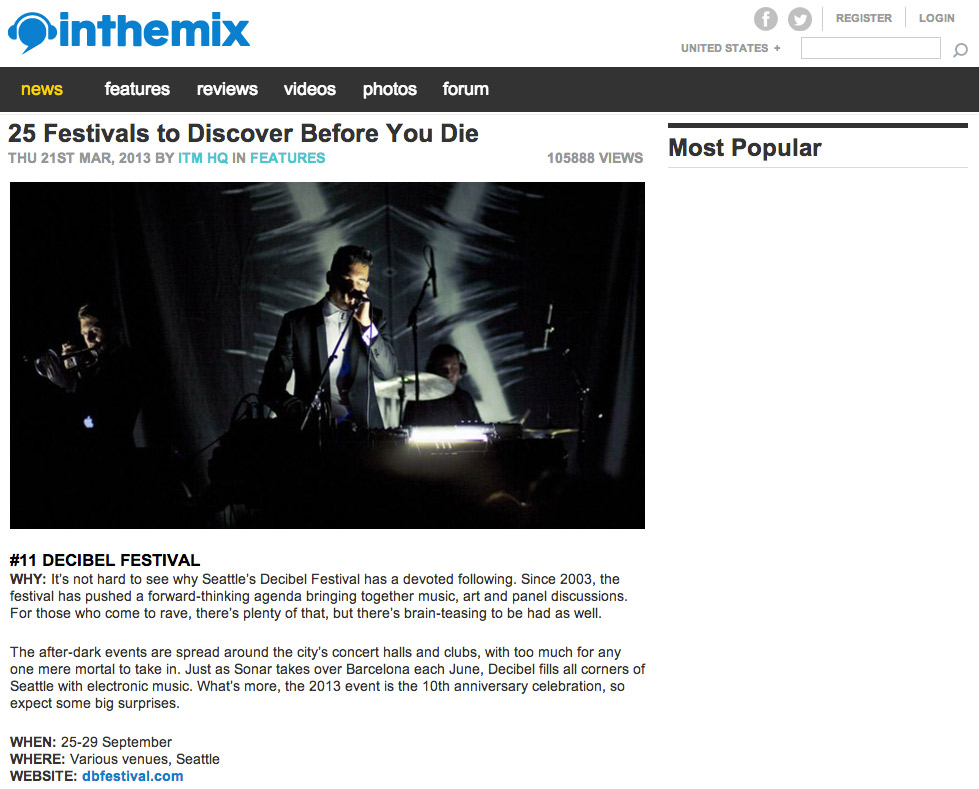 inthemix
REGISTER
LOGIN
UNITED STATES +
news
features
reviews
videos
photos
forum
25 Festivals to Discover Before You Die
THU 21ST MAR, 2013 BY ITM HQ IN FEATURES
105888 VIEWS
Most Popular
#11 DECIBEL FESTIVAL
WHY: It’s not hard to see why Seattle’s Decibel Festival has a devoted following. Since 2003, the
festival has pushed a forward-thinking agenda bringing together music, art and panel discussions.
For those who come to rave, there’s plenty of that, but there’s brain-teasing to be had as well.
The after-dark events are spread around the city’s concert halls and clubs, with too much for any
one mere mortal to take in. Just as Sonar takes over Barcelona each June, Decibel fills all corners of
Seattle with electronic music. What’s more, the 2013 event is the 10th anniversary celebration, so
expect some big surprises.
WHEN: 25-29 September
WHERE: Various venues, Seattle
WEBSITE: dbfestival.com